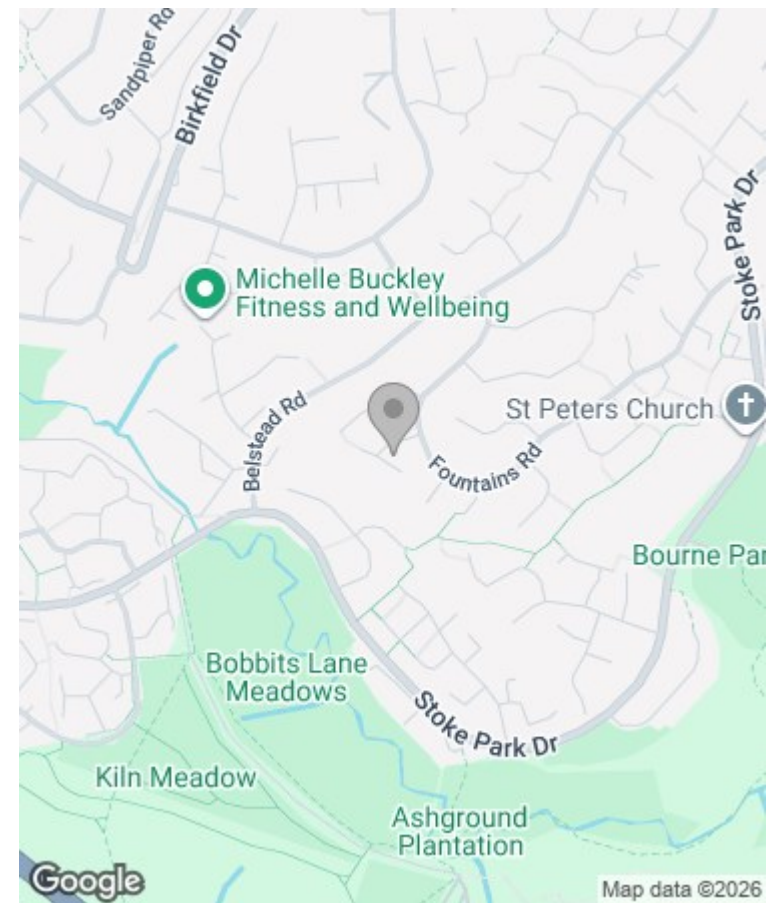 Sandpiper Rd
Birkfield Dr
Stoke Park Dr
Michelle Buckley
Fitness and Wellbeing
St Peters Church
Belstead Rd
Fountains Rd
Bourne Par
Bobbits Lane
Meadows
Stoke Park Dr
Kiln Meadow
Ashground
Plantation
Google
Map data ©2026